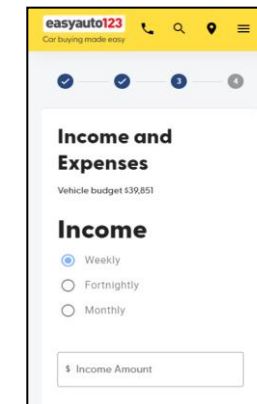 easyauto123
Car buying made easy
3
4
Income and
Expenses
Vehicle budget $39,851
Income
Weekly
Fortnightly
Monthly
$ Income Amount